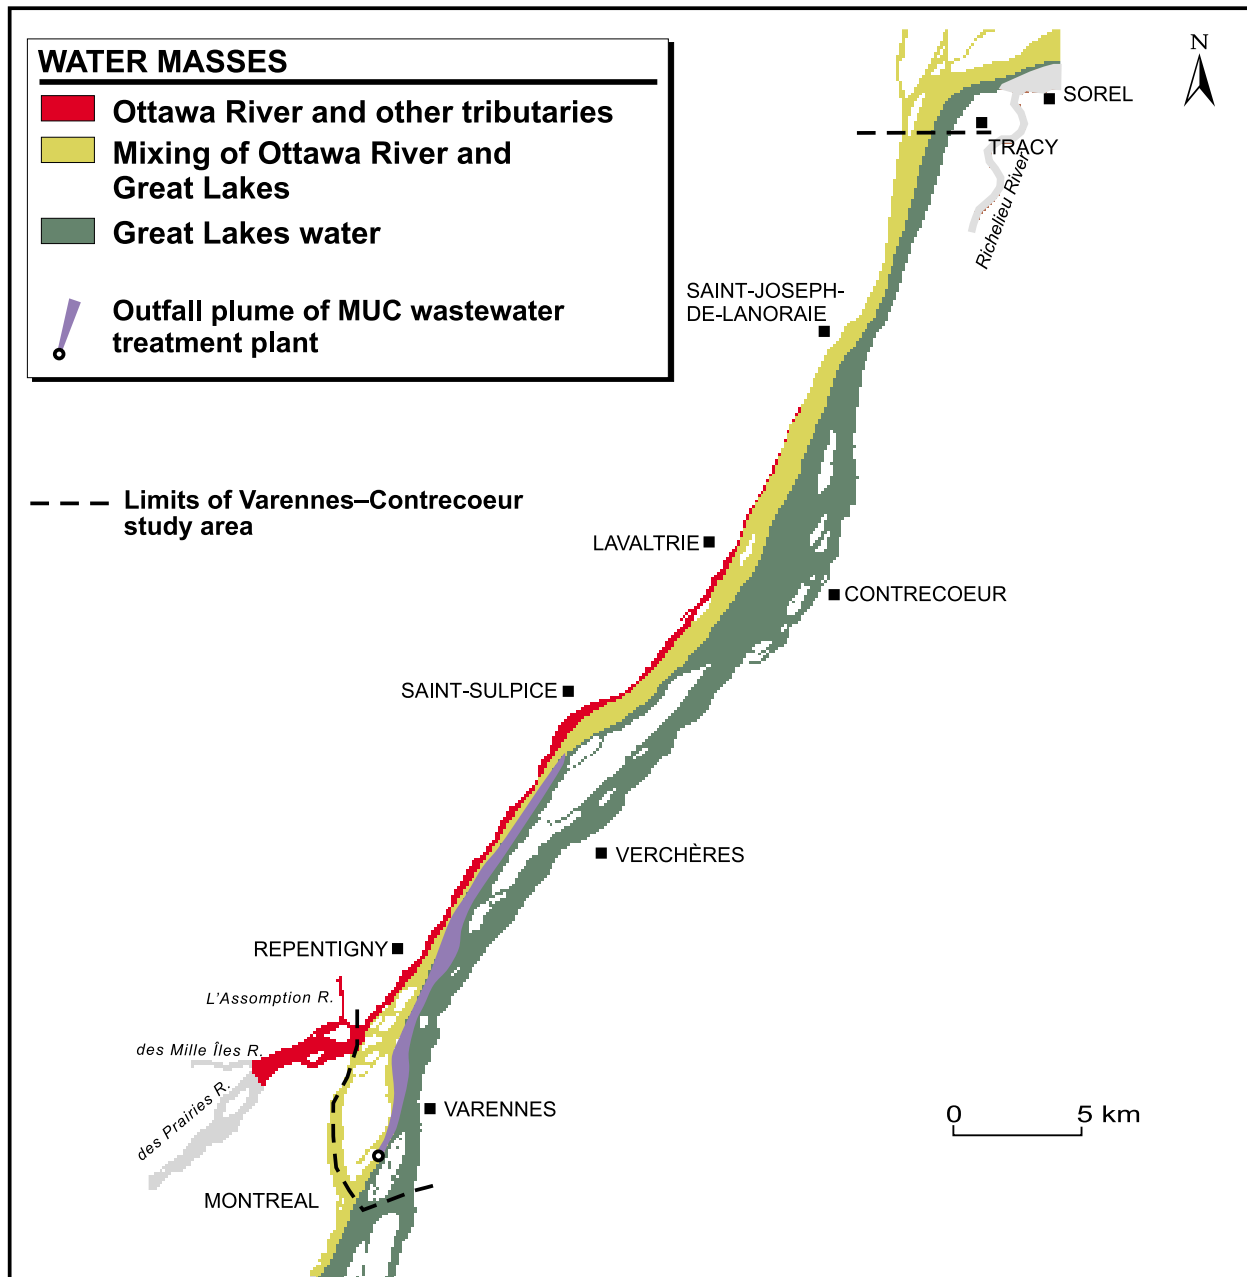 WATER MASSES
Ottawa River and other tributaries
Mixing of Ottawa River and
Great Lakes
Great Lakes water
Outfall plume of MUC wastewater
treatment plant
Limits of Varennes–Contrecoeur
study area
N
SOREL
TRACY
Richelieu River
SAINT-JOSEPH-
DE-LANORAIE
LAVALTRIE
CONTRECOEUR
SAINT-SULPICE
VERCHÈRES
REPENTIGNY
L'Assomption R.
des Mille Îles R.
des Prairies R.
VARENNES
MONTREAL
0 5 km